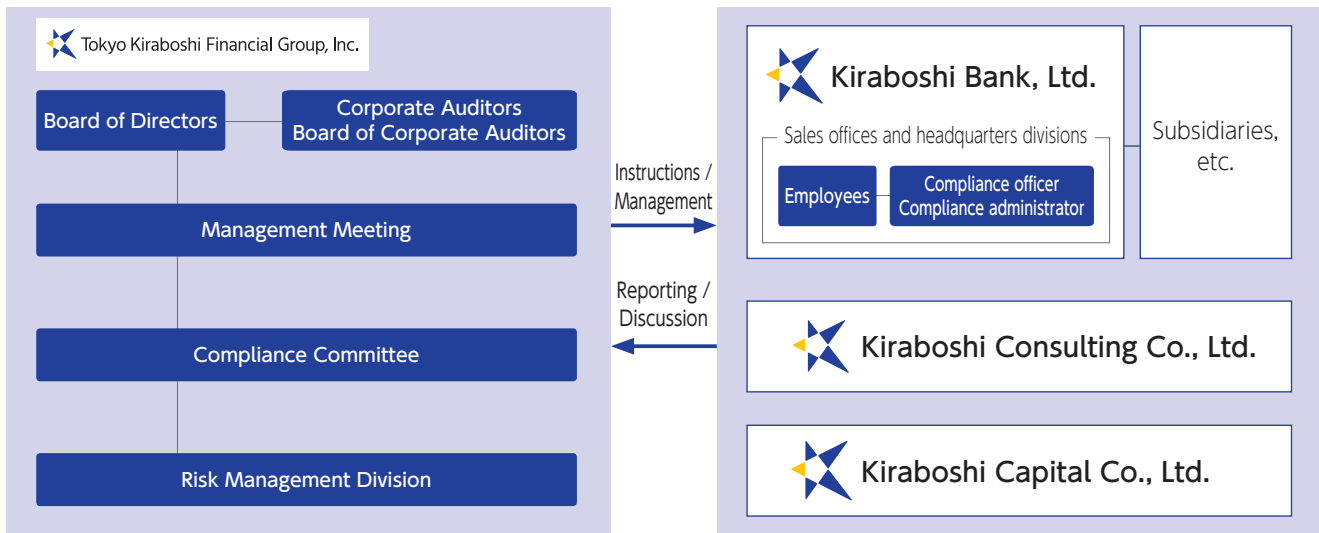 Tokyo Kiraboshi Financial Group, Inc.
Board of Directors
Corporate Auditors
Board of Corporate Auditors
Management Meeting
Compliance Committee
Risk Management Division
Instructions /
Management
Reporting /
Discussion
Kiraboshi Bank, Ltd.
Sales offices and headquarters divisions
Employees
Compliance officer
Compliance administrator
Subsidiaries,
etc.
Kiraboshi Consulting Co., Ltd.
Kiraboshi Capital Co., Ltd.